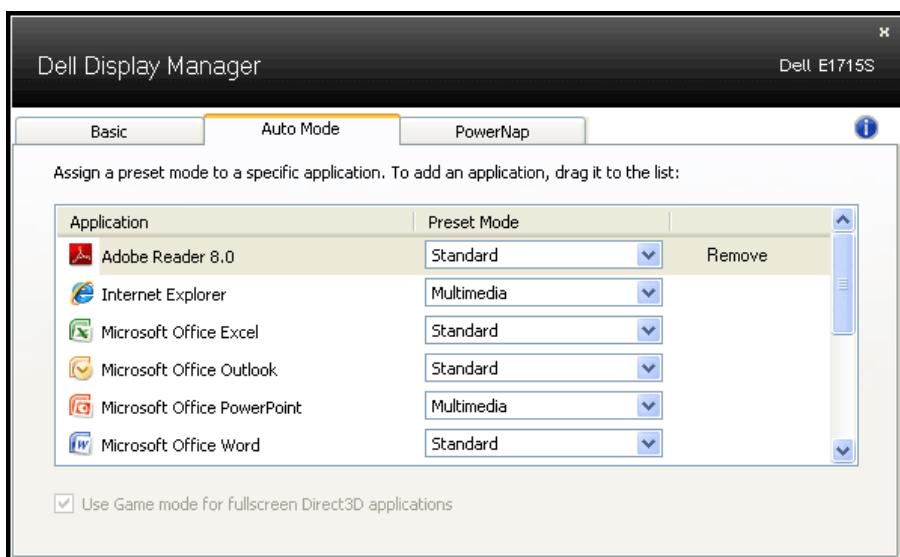 x
Dell Display Manager Dell E1715S
Basic Auto Mode PowerNap
Assign a preset mode to a specific application. To add an application, drag it to the list:
Application Preset Mode
Adobe Reader 8.0 Standard Remove
Internet Explorer Multimedia
Microsoft Office Excel Standard
Microsoft Office Outlook Standard
Microsoft Office PowerPoint Multimedia
Microsoft Office Word Standard
Use Game mode for fullscreen Direct3D applications